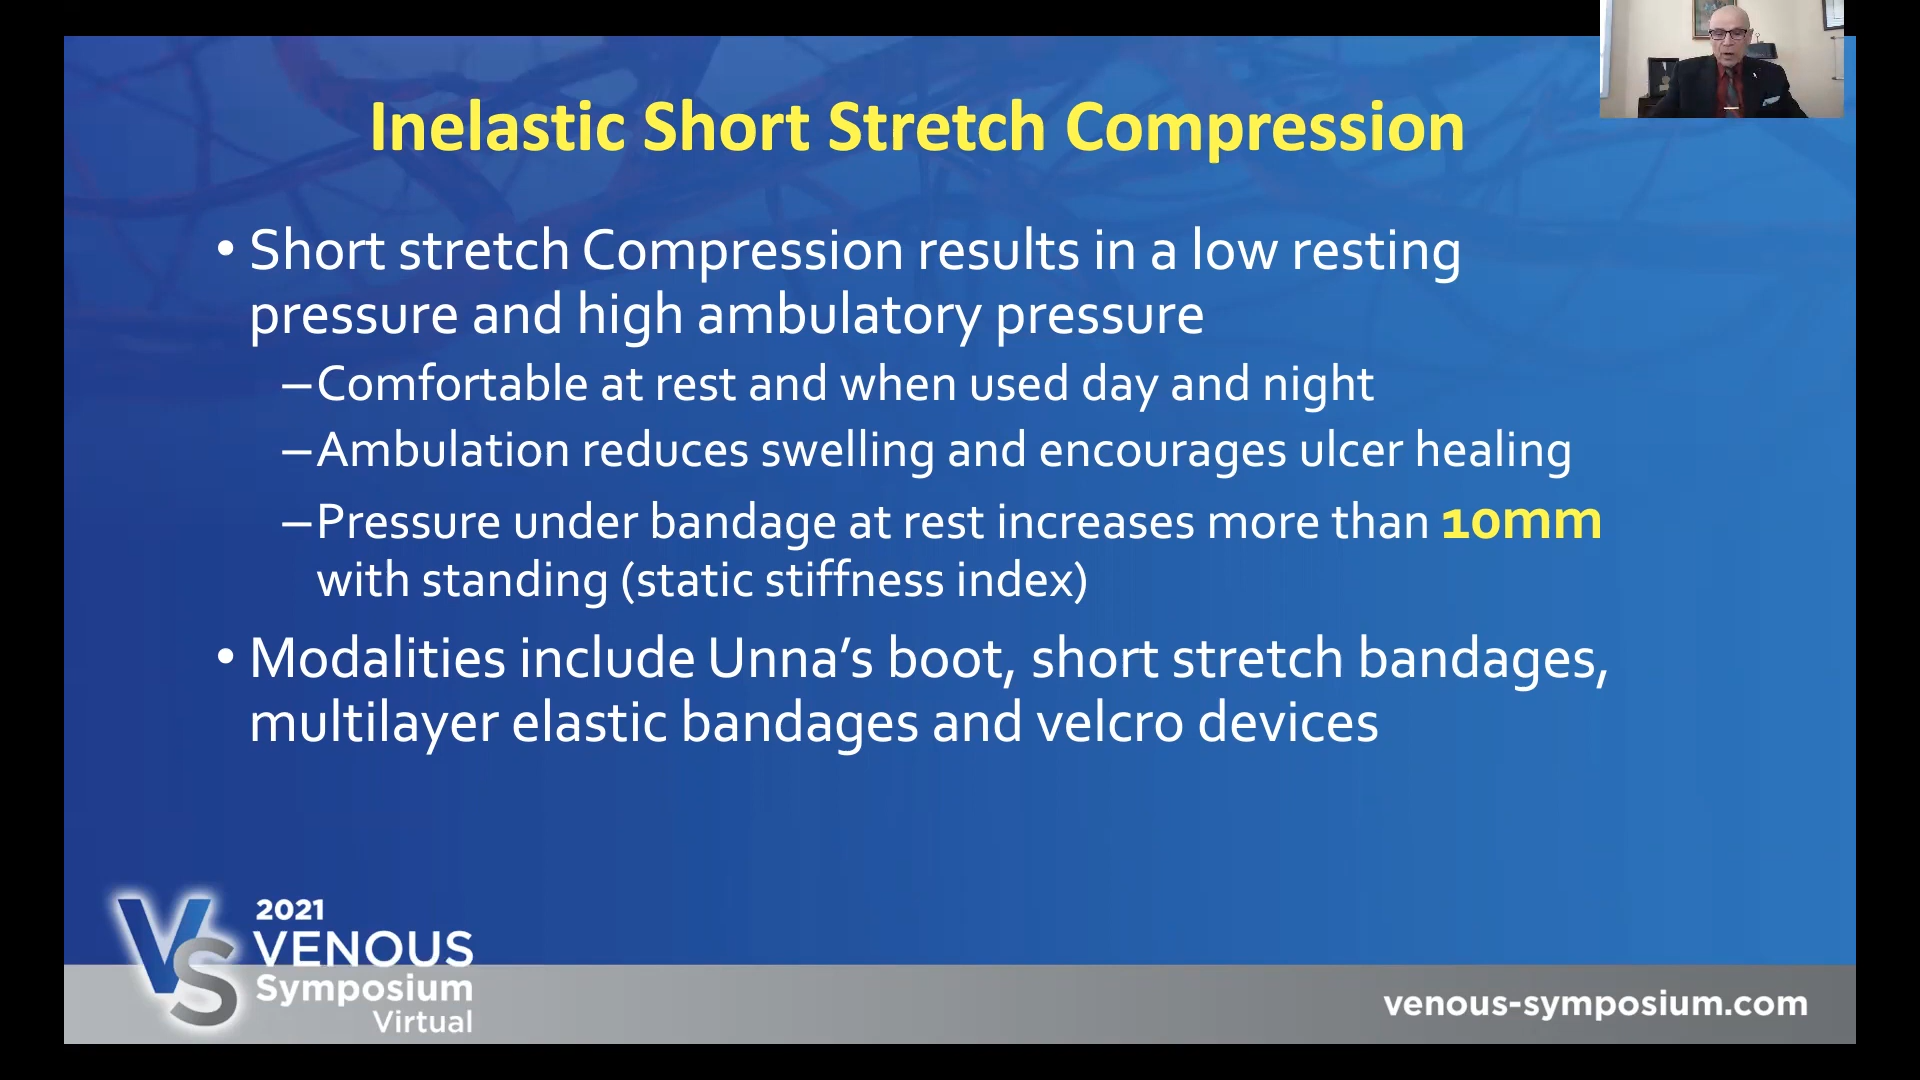 Inelastic Short Stretch Compression
• Short stretch Compression results in a low resting
pressure and high ambulatory pressure
–Comfortable at rest and when used day and night
–Ambulation reduces swelling and encourages ulcer healing
–Pressure under bandage at rest increases more than 10mm
with standing (static stiffness index)
• Modalities include Unna’s boot, short stretch bandages,
multilayer elastic bandages and velcro devices
VS
2021
VENOUS
Symposium
Virtual
venous-symposium.com